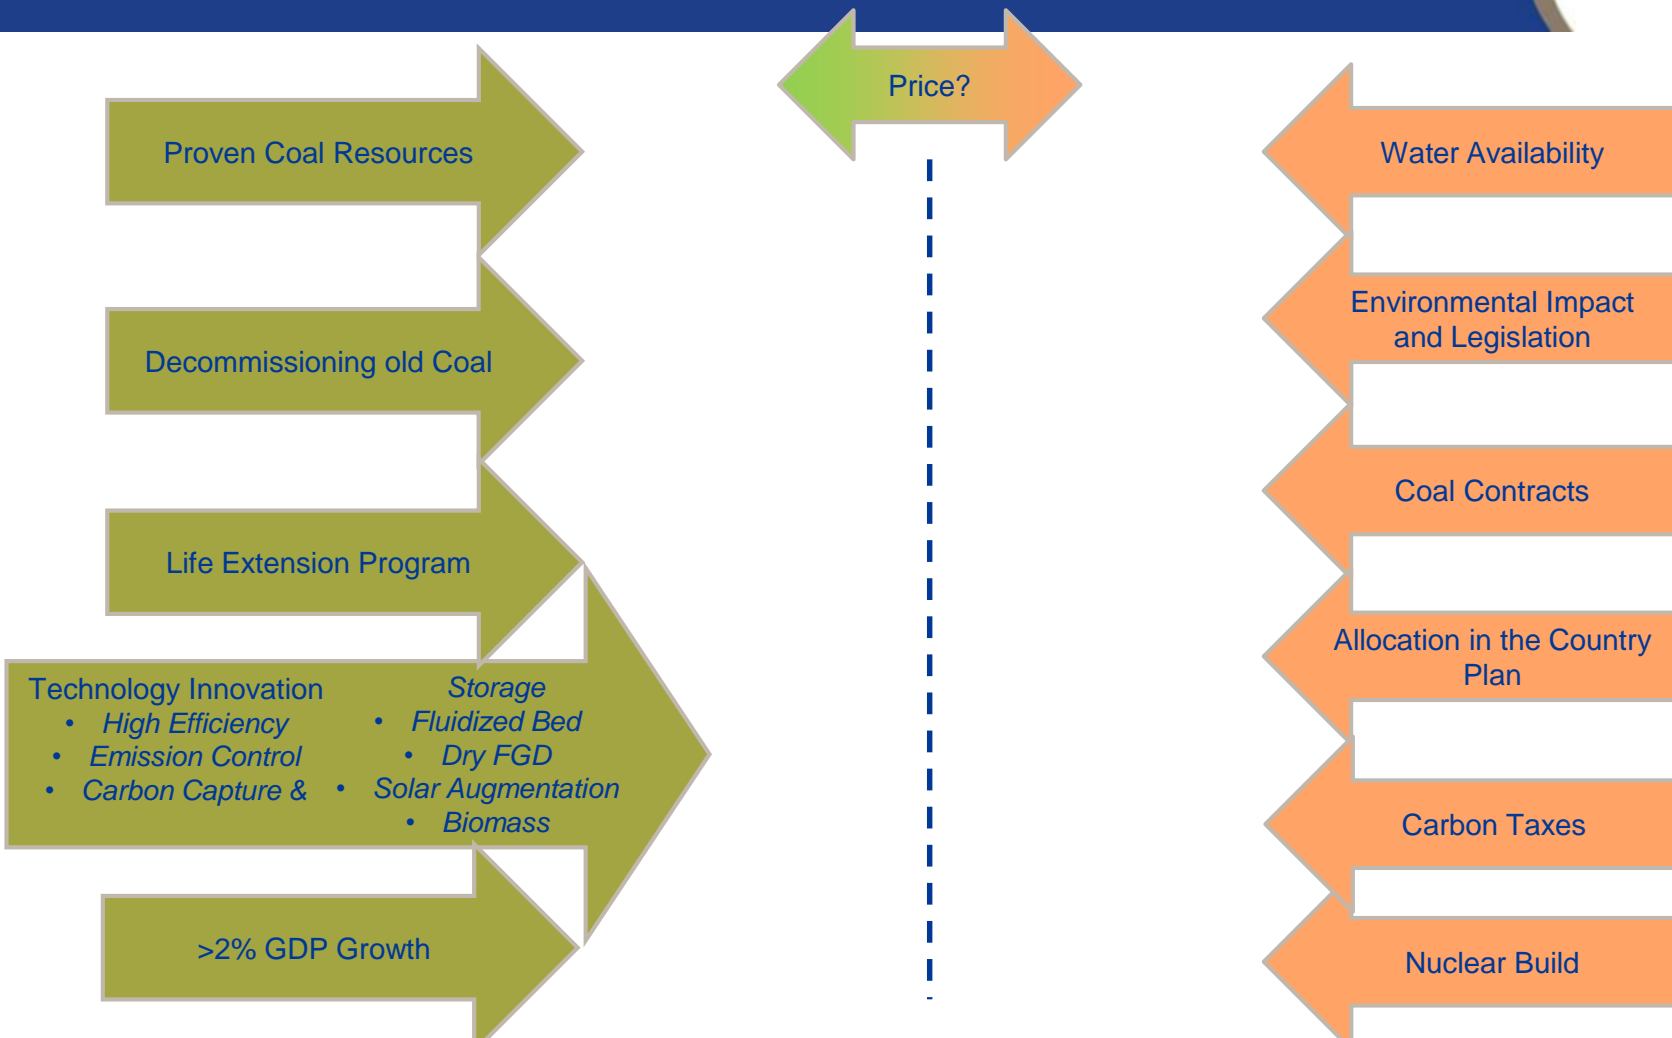 Price?
Proven Coal Resources
Decommissioning old Coal
Life Extension Program
Technology Innovation
• High Efficiency
• Emission Control
• Carbon Capture &
Storage
• Fluidized Bed
• Dry FGD
• Solar Augmentation
• Biomass
>2% GDP Growth
Water Availability
Environmental Impact
and Legislation
Coal Contracts
Allocation in the Country
Plan
Carbon Taxes
Nuclear Build